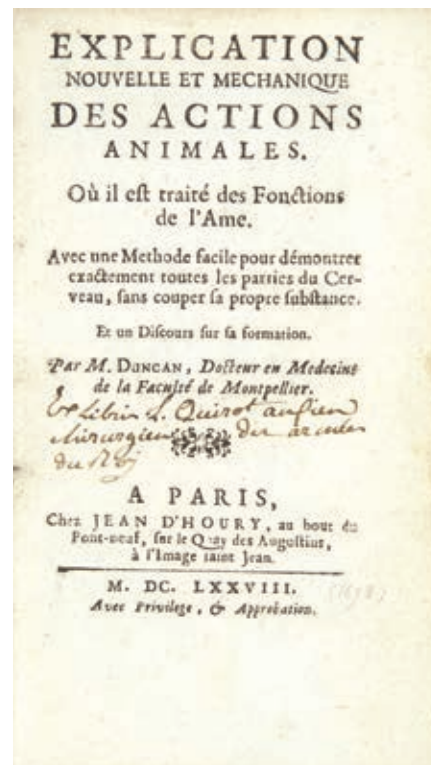 EXPLICATION
NOUVELLE ET MECHANIQUE
DES ACTIONS
ANIMALES.
Où il eſt traité des Fonctions
de l'Ame.
Avec une Methode facile pour démontrer
exactement toutes les parties du Cer-
veau, ſans couper ſa propre ſubſtance.
Et un Diſcours ſur ſa formation.
Par M. DUNCAN, Docteur en Medecine
de la Faculté de Montpellier.
Ex Libris Quirot ancien
chirurgien des armées
du Roy
A PARIS,
Chez JEAN D'HOURY, au bout du
Pont-neuf, ſur le Quay des Auguſtins,
à l'Image ſaint Jean.
M. DC. LXXVIII.
(1678)
Avec Privilege, & Approbation.